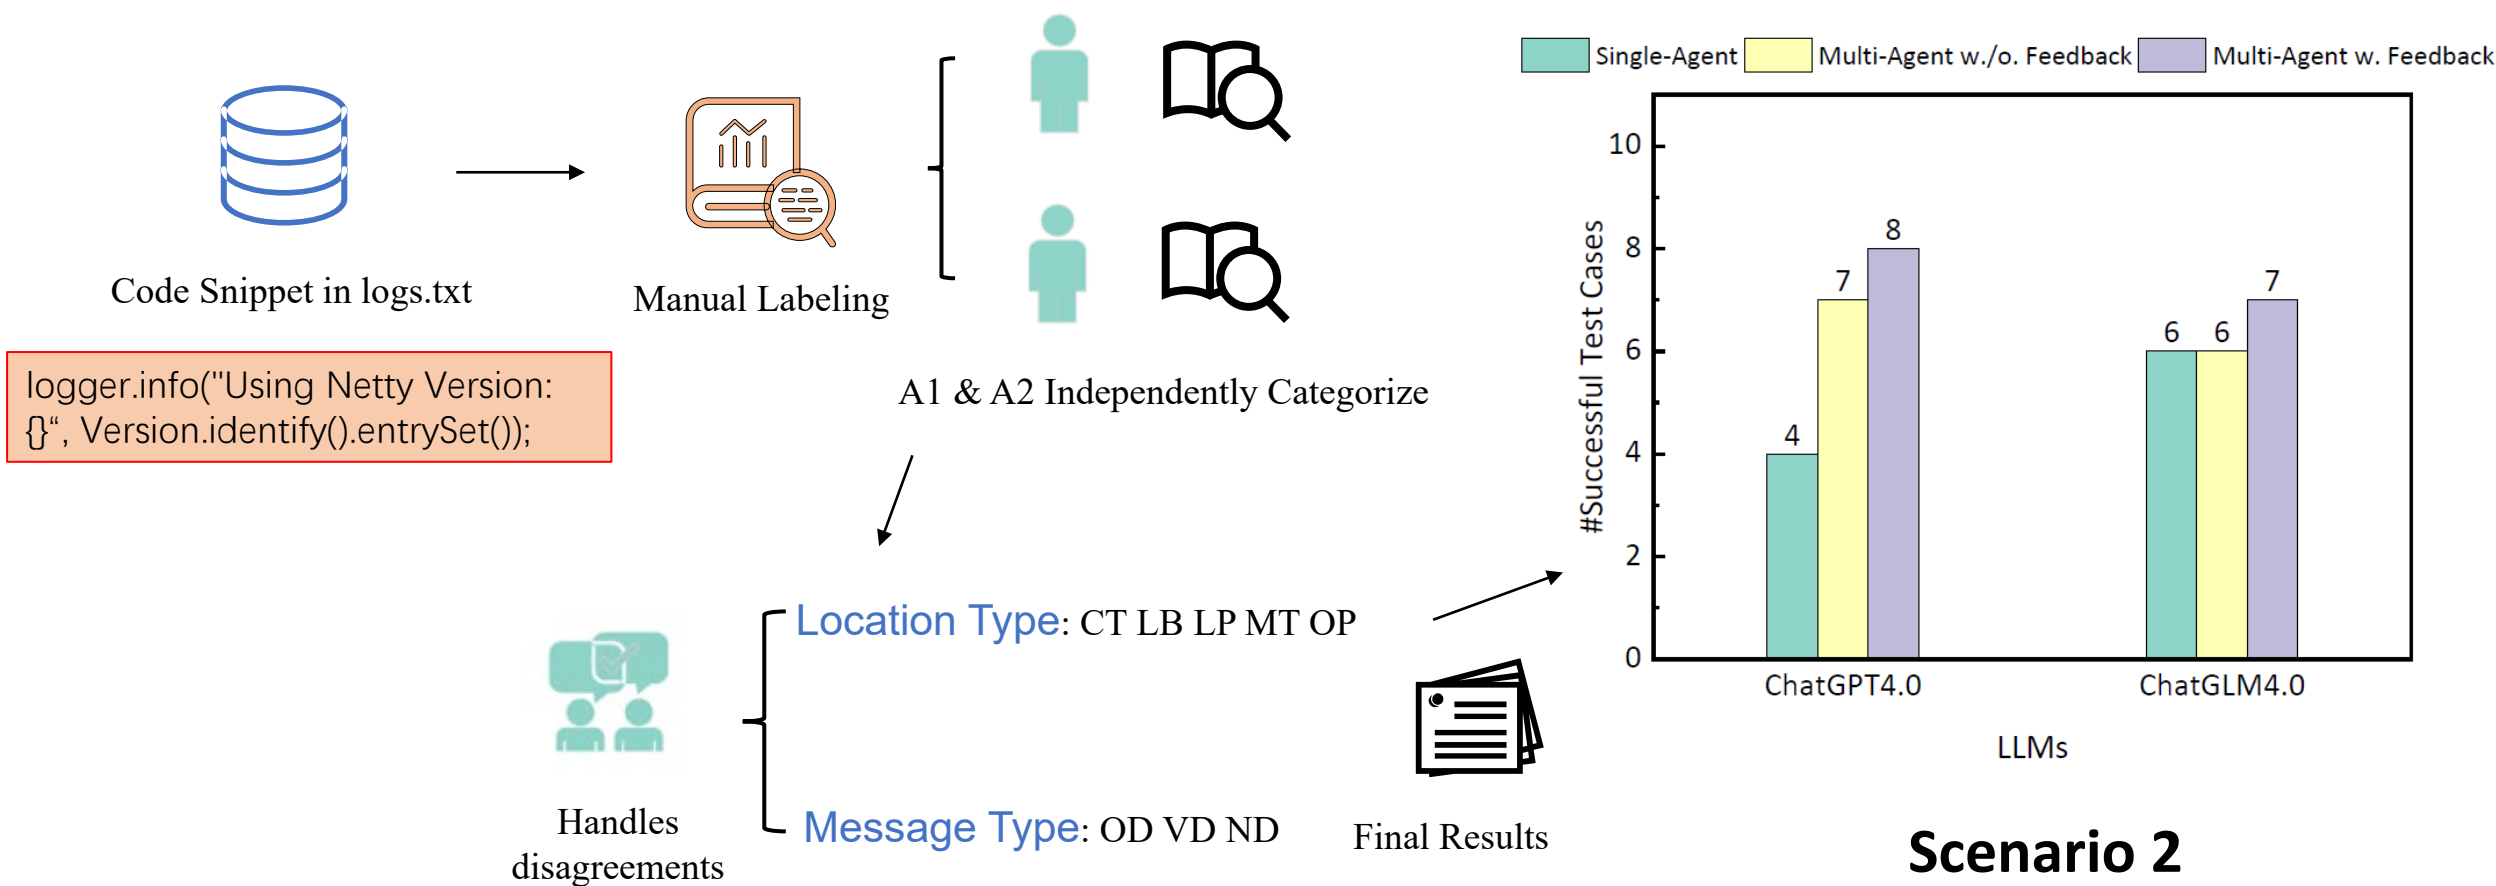 Code Snippet in logs.txt
logger.info("Using Netty Version:
{}“, Version.identify().entrySet());
Manual Labeling
A1 & A2 Independently Categorize
Handles
disagreements
Location Type: CT LB LP MT OP
Message Type: OD VD ND
Final Results
Single-Agent
Multi-Agent w./o. Feedback
Multi-Agent w. Feedback
#Successful Test Cases
10
8
6
4
2
0
4
7
8
6
6
7
ChatGPT4.0
ChatGLM4.0
LLMs
Scenario 2